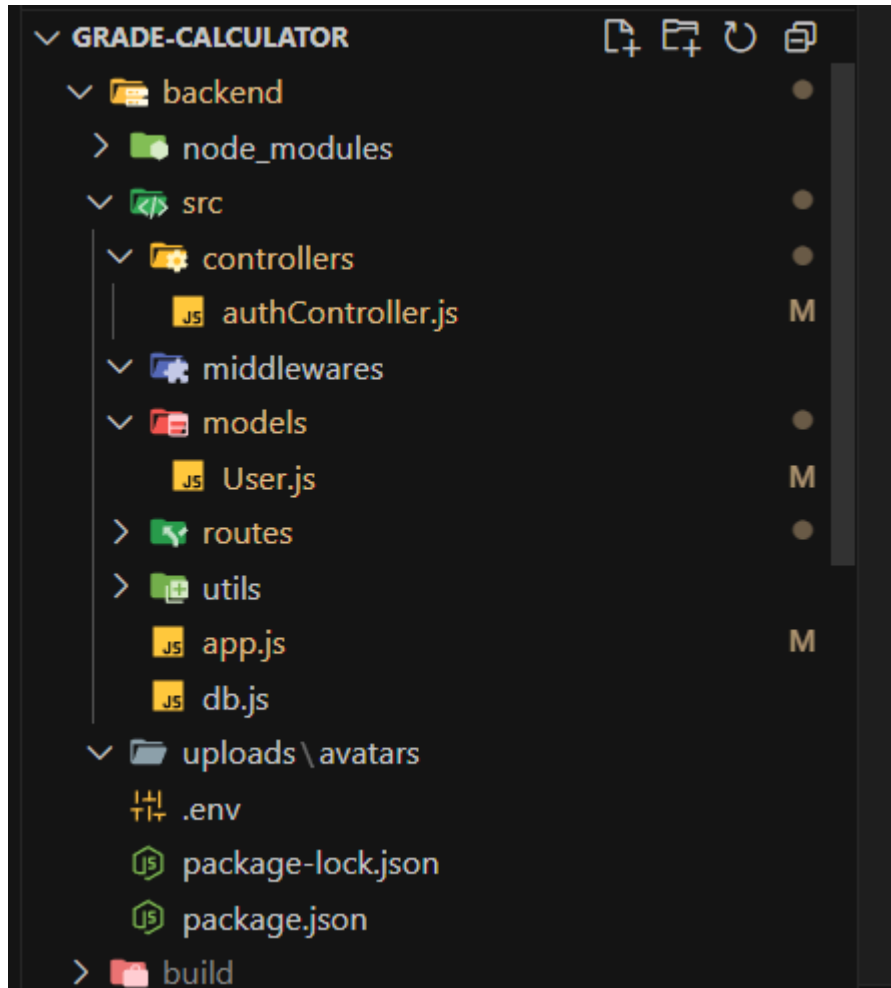 GRADE-CALCULATOR
backend
node_modules
src
controllers
authController.js M
middlewares
models
User.js M
routes
utils
app.js M
db.js
uploads\avatars
.env
package-lock.json
package.json
build